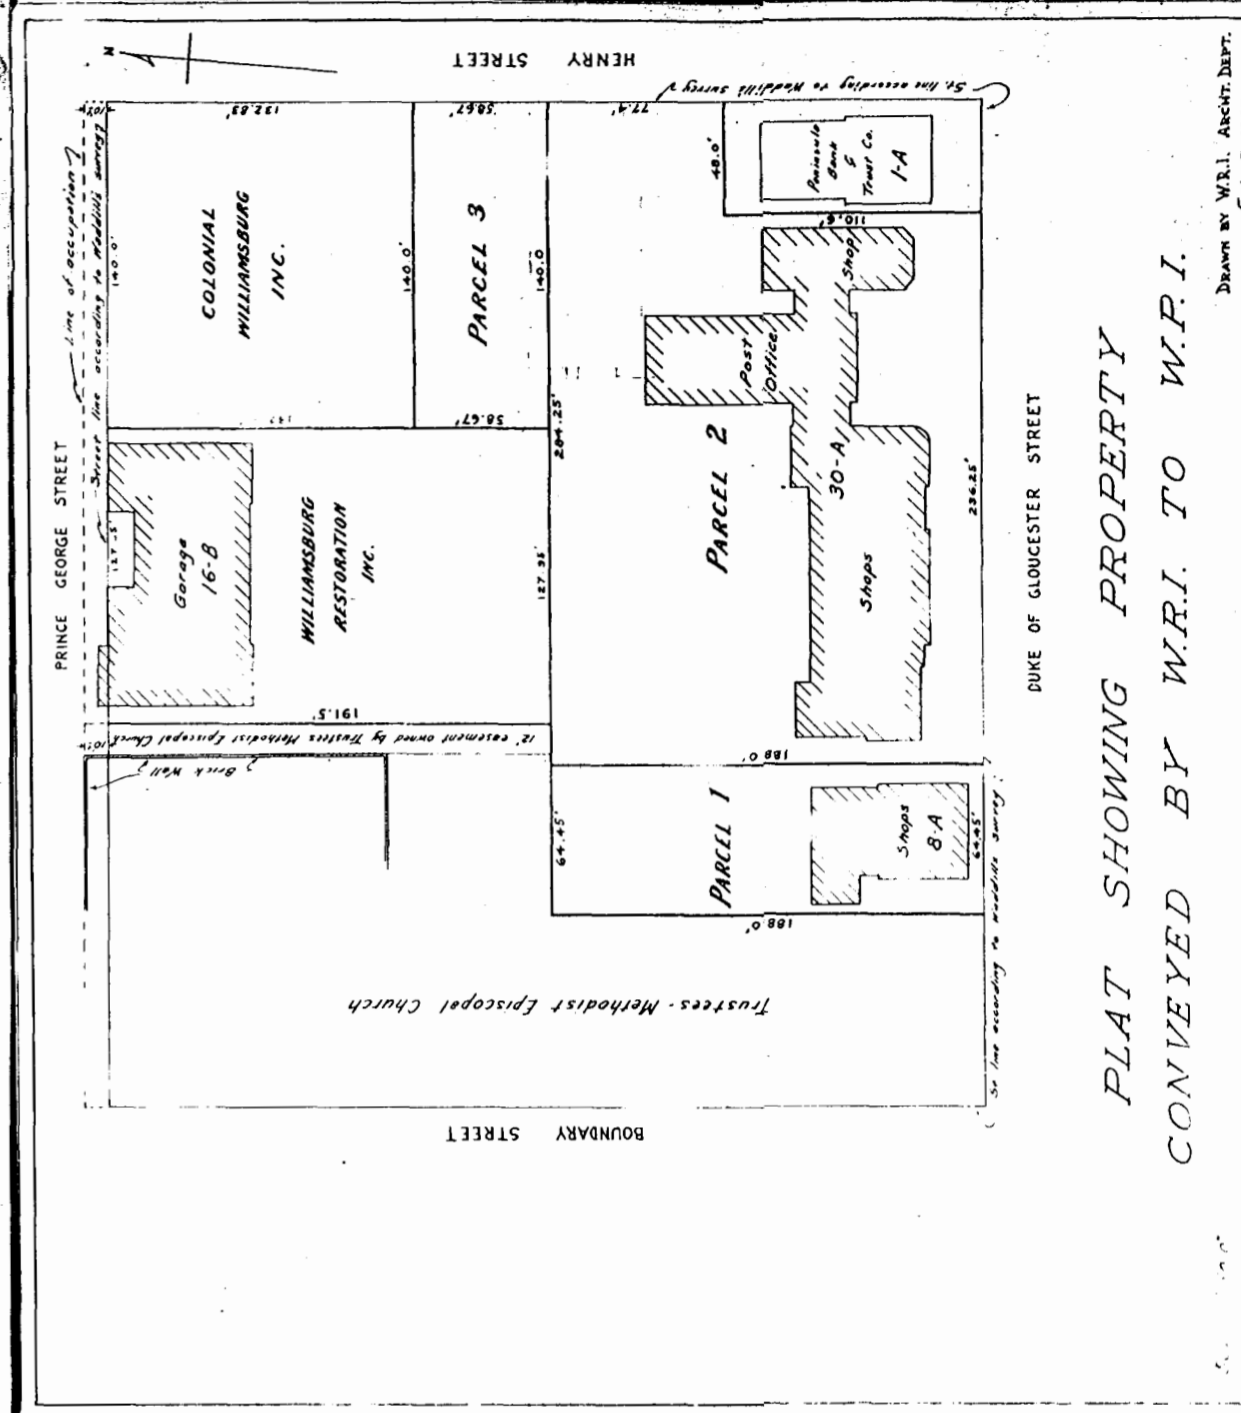 N
HENRY STREET
PRINCE GEORGE STREET
Line of occupation
Street line according to Waddill's survey
St. line according to Waddill's survey
132.83'
58.67'
77.4'
140.0'
COLONIAL
WILLIAMSBURG
INC.
140.0'
PARCEL 3
140.0
48.0'
Peninsula
Bank
&
Trust Co.
1-A
110.6'
58.67'
284.25'
Shop
Post
Office
127.35'
Garage
16-B
WILLIAMSBURG
RESTORATION
INC.
127.35'
PARCEL 2
30-A
Shops
236.25'
DUKE OF GLOUCESTER STREET
191.5'
12' easement owned by Trustees Methodist Episcopal Church
Brick Wall
188.0'
64.45'
PARCEL 1
Shops
8-A
64.45'
188.0'
St. line according to Waddills survey
Trustees - Methodist Episcopal Church
BOUNDARY STREET
PLAT SHOWING PROPERTY
CONVEYED BY W.R.I. TO W.P.I.
DRAWN BY W.R.I. ARCHT. DEPT.